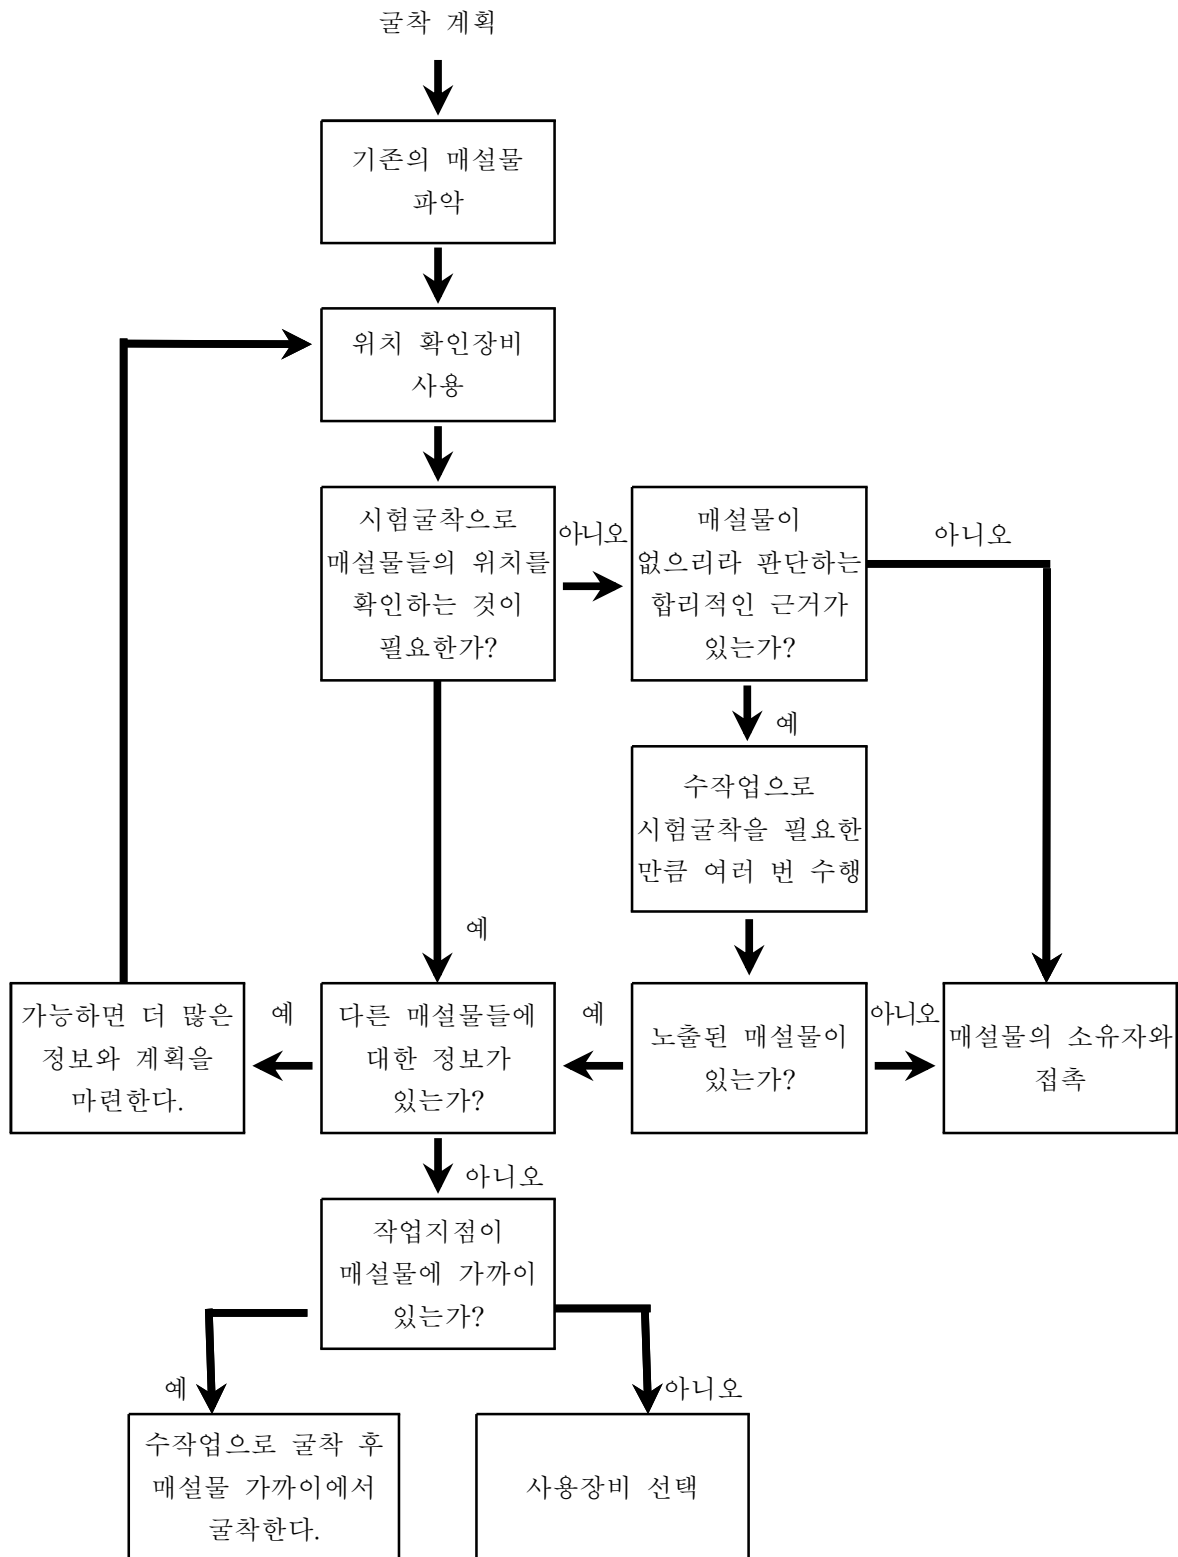 굴착 계획
기존의 매설물
파악
위치 확인장비
사용
시험굴착으로
매설물들의 위치를
확인하는 것이
필요한가?
아니오
매설물이
없으리라 판단하는
합리적인 근거가
있는가?
아니오
예
수작업으로
시험굴착을 필요한
만큼 여러 번 수행
예
가능하면 더 많은
정보와 계획을
마련한다.
예
다른 매설물들에
대한 정보가
있는가?
예
노출된 매설물이
있는가?
아니오
매설물의 소유자와
접촉
아니오
작업지점이
매설물에 가까이
있는가?
예
아니오
수작업으로 굴착 후
매설물 가까이에서
굴착한다.
사용장비 선택